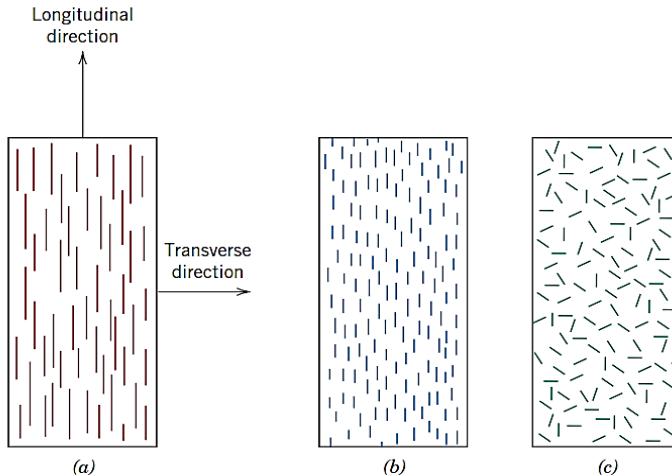 Longitudinal
direction
Transverse
direction
(a)
(b)
(c)